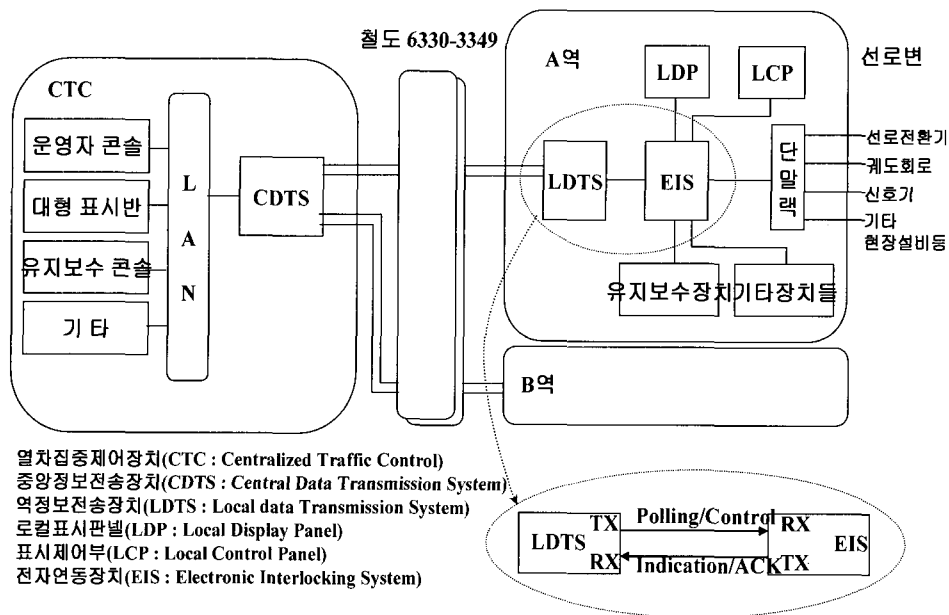 철도 6330-3349
CTC
운영자 콘솔
대형 표시반
유지보수 콘솔
기 타
L
A
N
CDTS
A역
LDP
LCP
LDTS
EIS
단
말
랙
유지보수장치
기타장치들
선로변
선로전환기
궤도회로
신호기
기타
현장설비등
B역
열차집중제어장치(CTC : Centralized Traffic Control)
중앙정보전송장치(CDTS : Central Data Transmission System)
역정보전송장치(LDTS : Local data Transmission System)
로컬표시판넬(LDP : Local Display Panel)
표시제어부(LCP : Local Control Panel)
전자연동장치(EIS : Electronic Interlocking System)
TX
Polling/Control
RX
LDTS
EIS
RX
Indication/ACK
TX